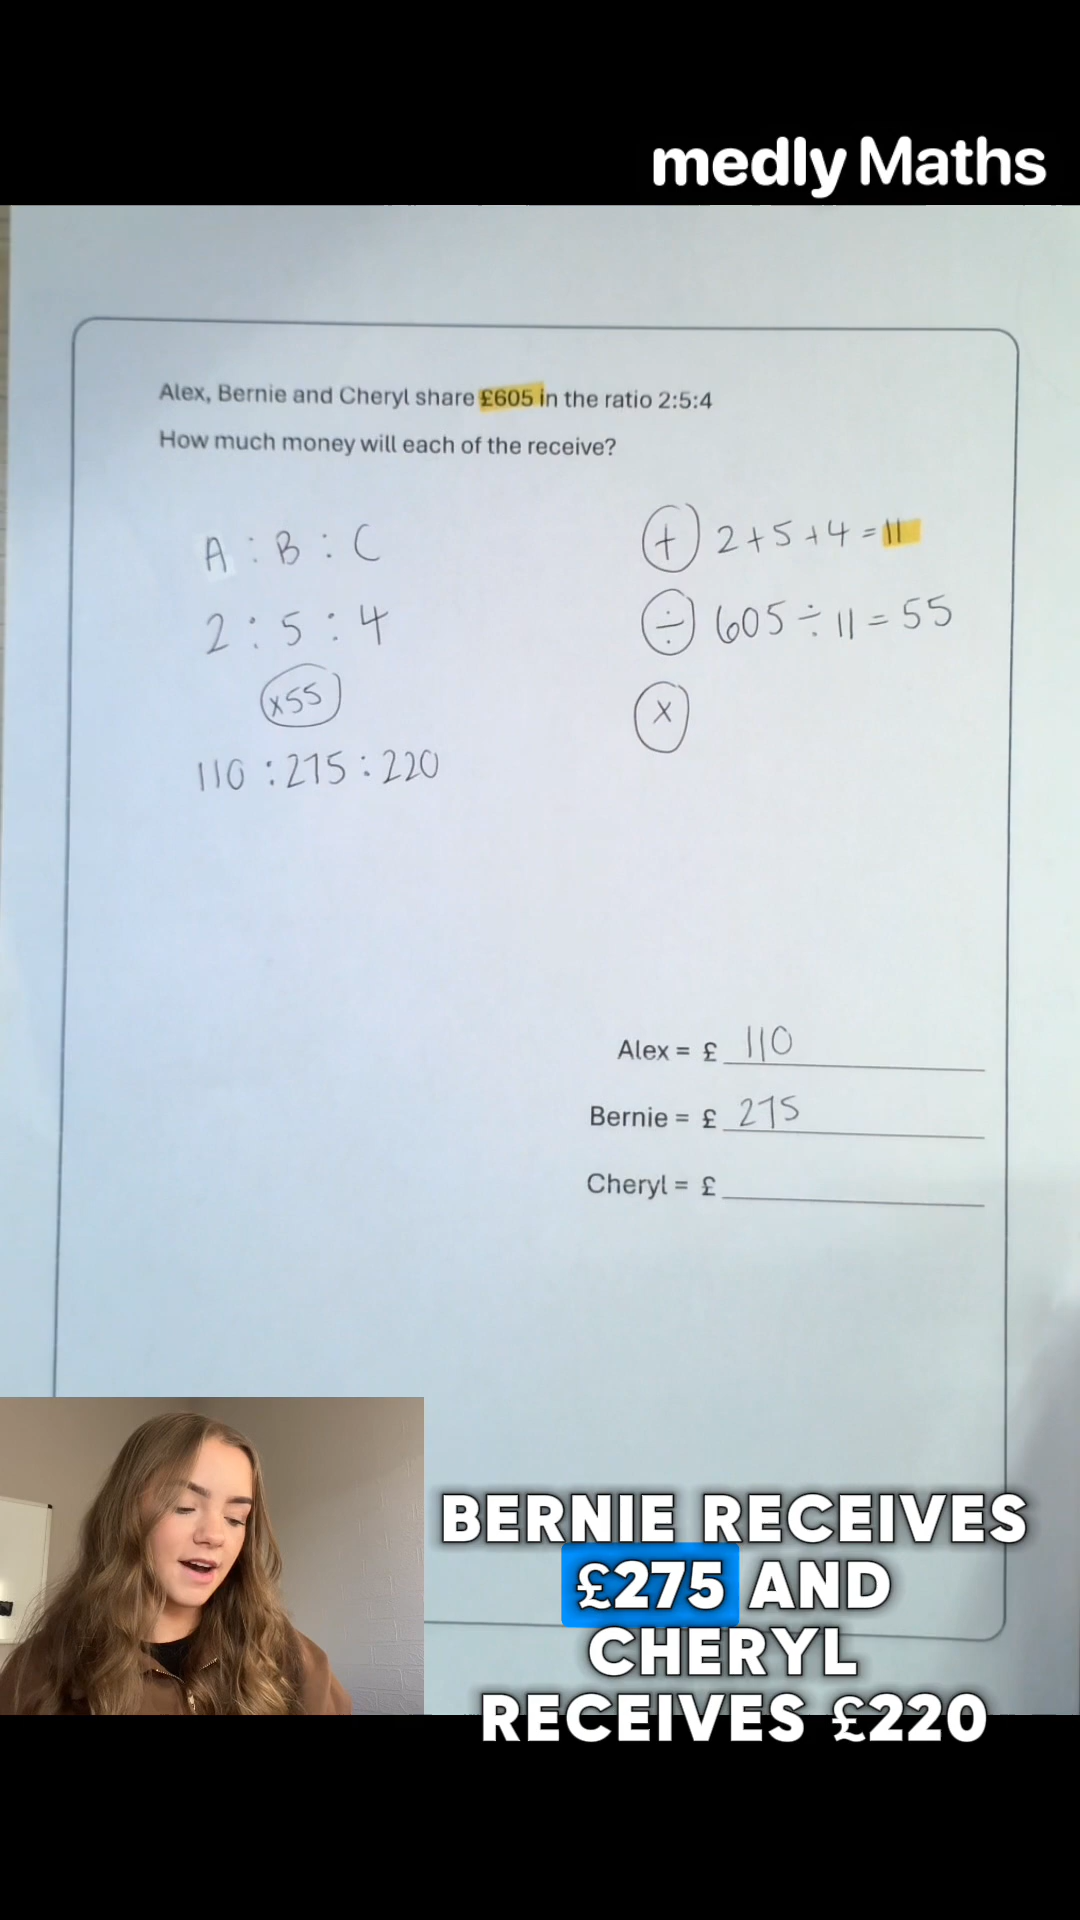 medly Maths
Alex, Bernie and Cheryl share £605 in the ratio 2:5:4
How much money will each of the receive?
A : B : C
2 : 5 : 4
x55
110 : 275 : 220
+ 2+5+4=11
÷ 605÷11=55
x
Alex = £ 110
Bernie = £ 275
Cheryl = £
BERNIE RECEIVES
£275 AND
CHERYL
RECEIVES £220